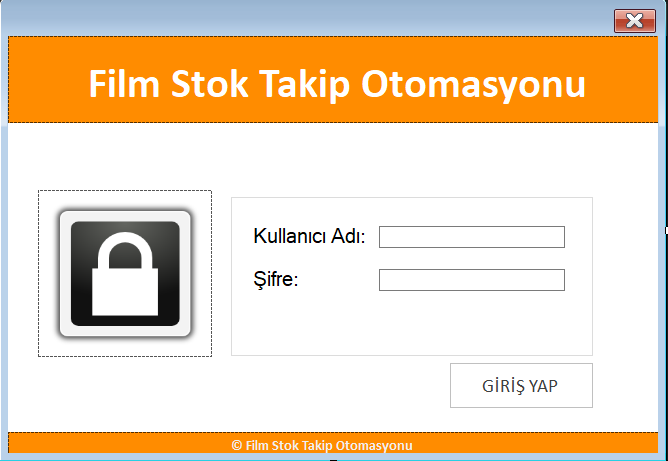 Film Stok Takip Otomasyonu
Kullanıcı Adı:
Şifre:
GİRİŞ YAP
© Film Stok Takip Otomasyonu